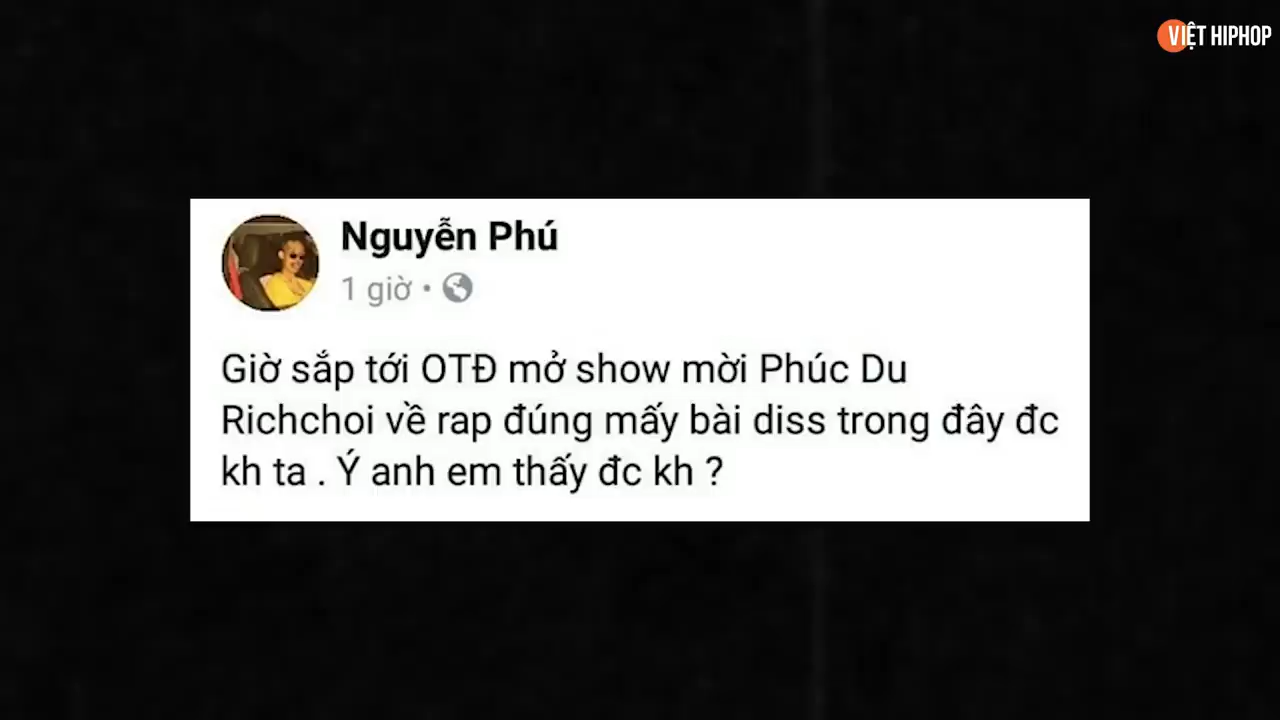 VIỆT HIPHOP
Nguyễn Phú
1 giờ •
Giờ sắp tới OTĐ mở show mời Phúc Du
Richchoi về rap đúng mấy bài diss trong đây đc
kh ta . Ý anh em thấy đc kh ?